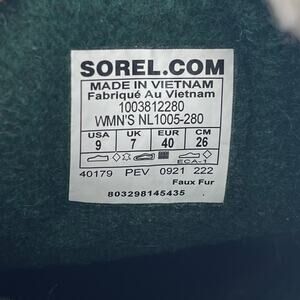 SOREL.COM
MADE IN VIETNAM
Fabriqué Au Vietnam
1003812280
WMN'S NL1005-280
USA UK EUR CM
9 7 40 26
ECA-1
40179 PEV 0921 222
Faux Fur
803298145435